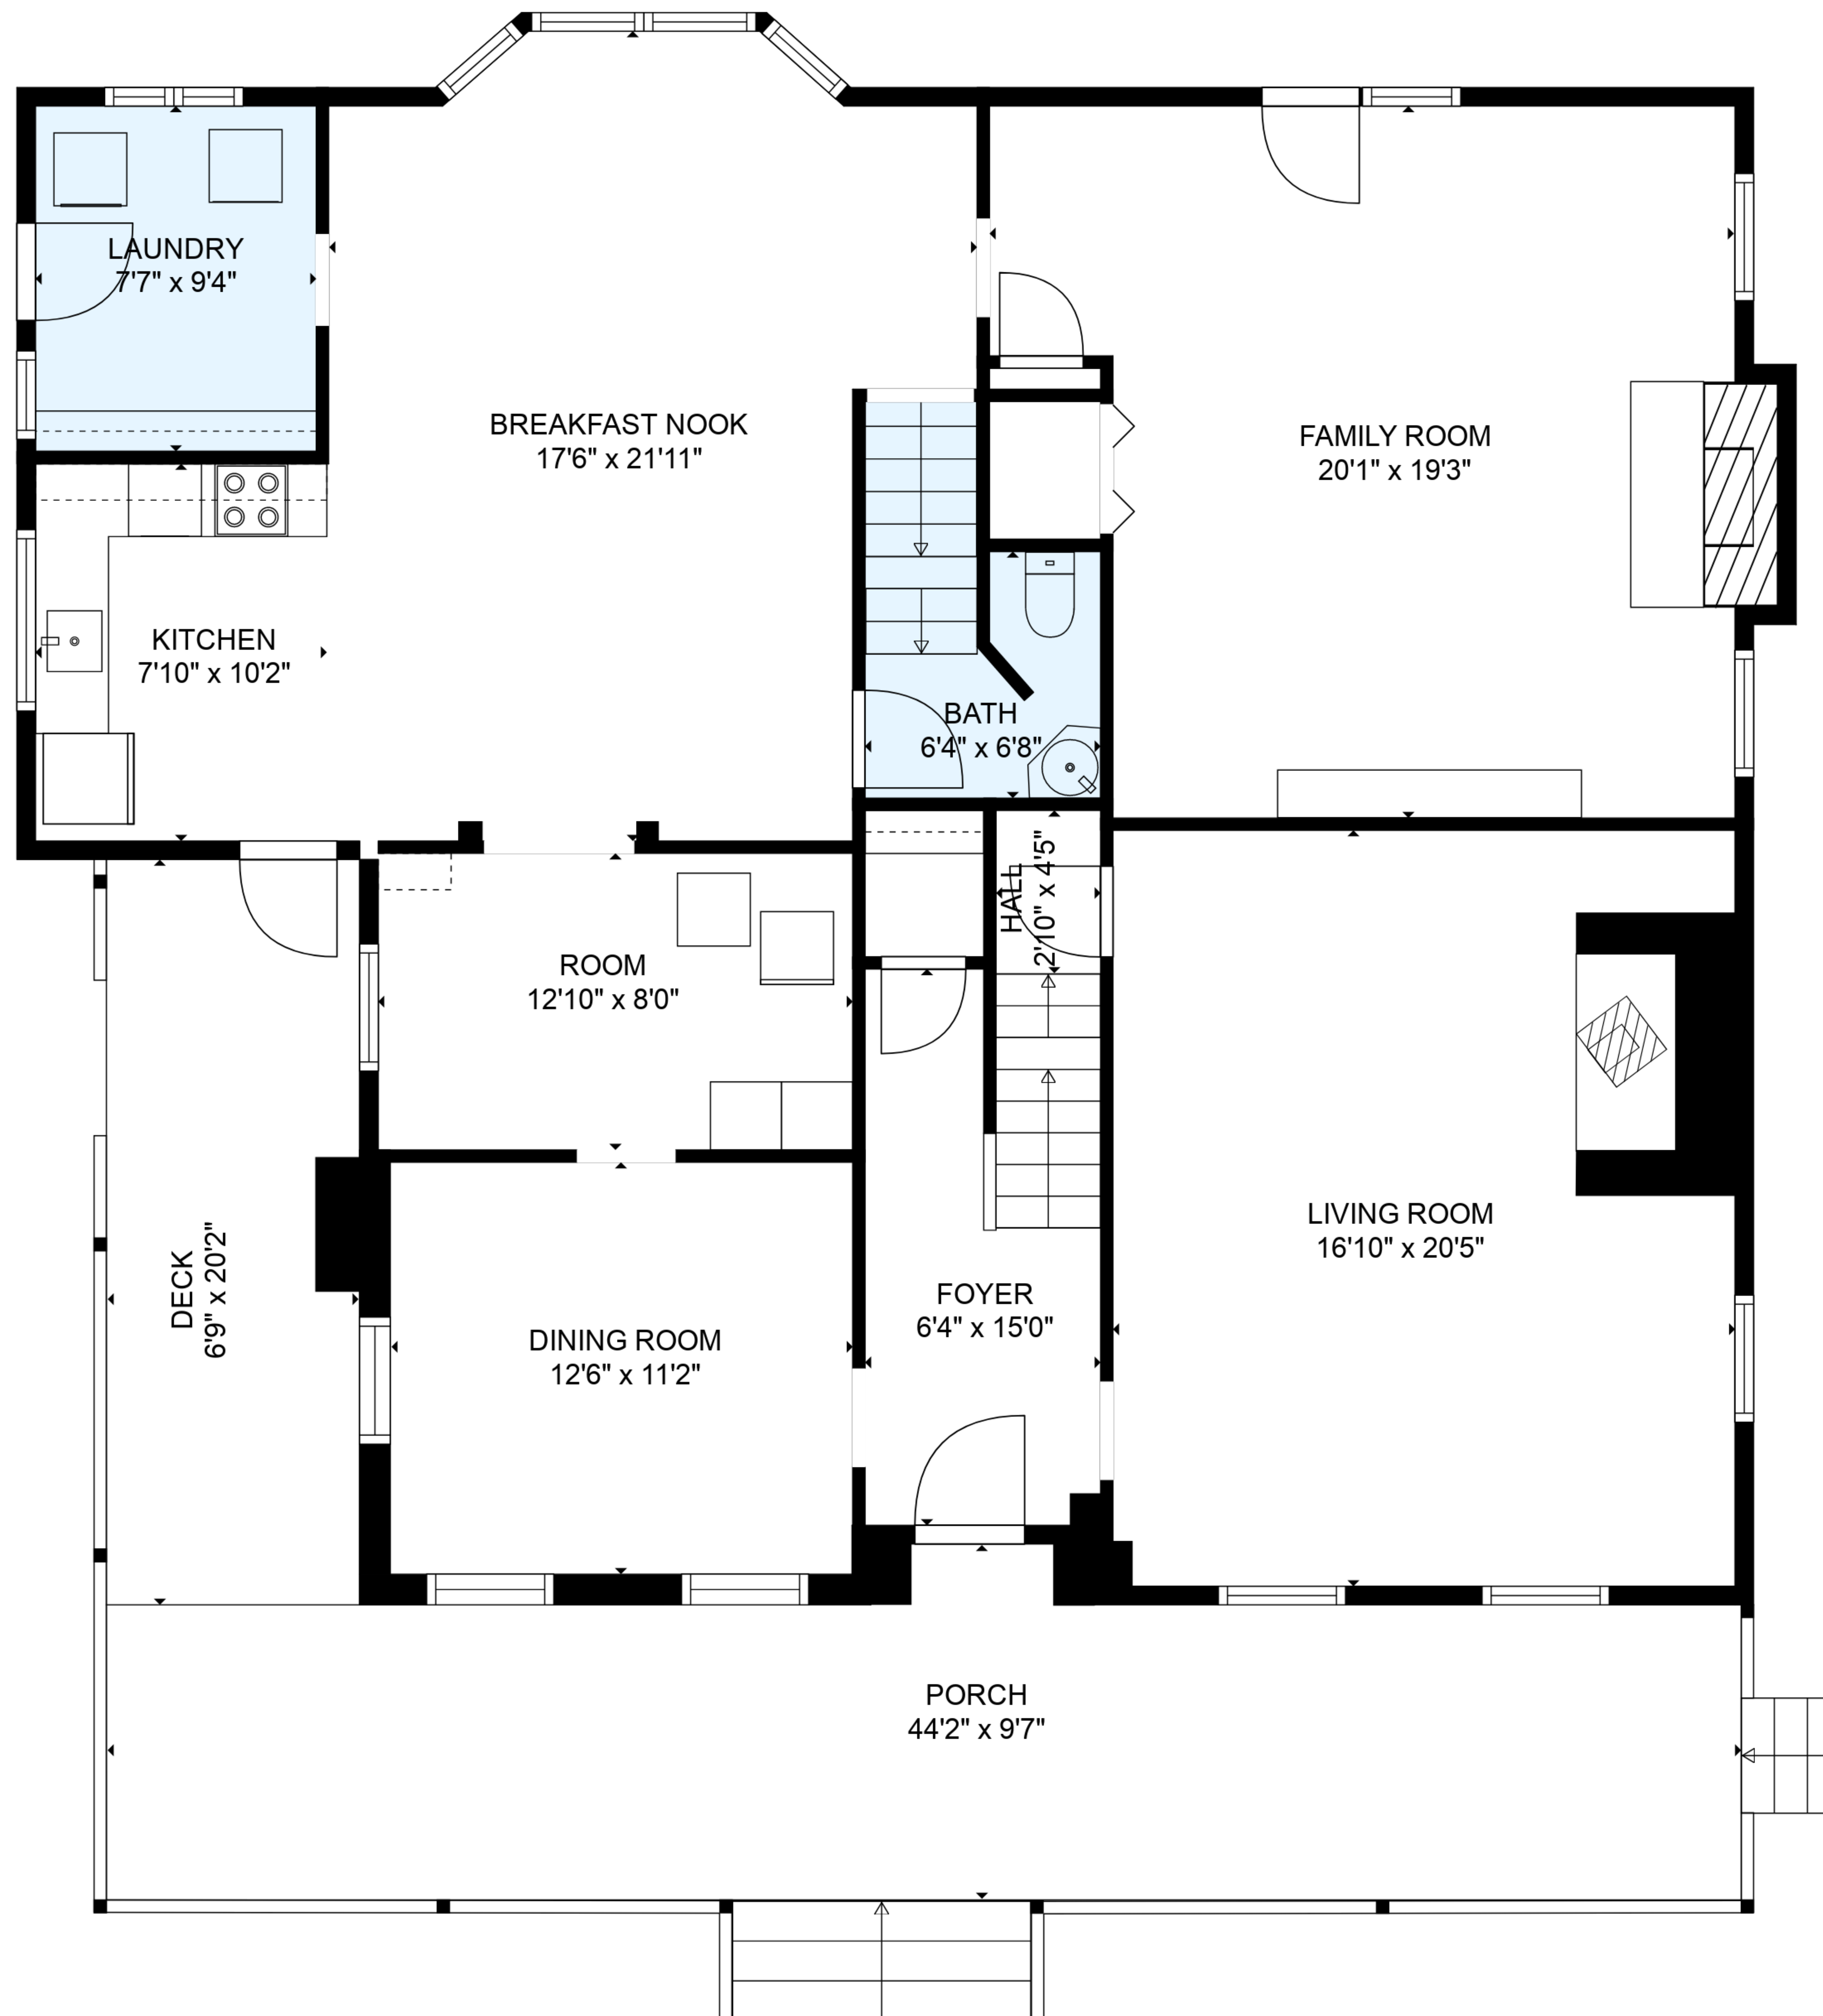 LAUNDRY
7'7" x 9'4"
BREAKFAST NOOK
17'6" x 21'11"
FAMILY ROOM
20'1" x 19'3"
KITCHEN
7'10" x 10'2"
BATH
6'4" x 6'8"
HALL
2'10" x 4'5"
ROOM
12'10" x 8'0"
LIVING ROOM
16'10" x 20'5"
DECK
6'9" x 20'2"
FOYER
6'4" x 15'0"
DINING ROOM
12'6" x 11'2"
PORCH
44'2" x 9'7"